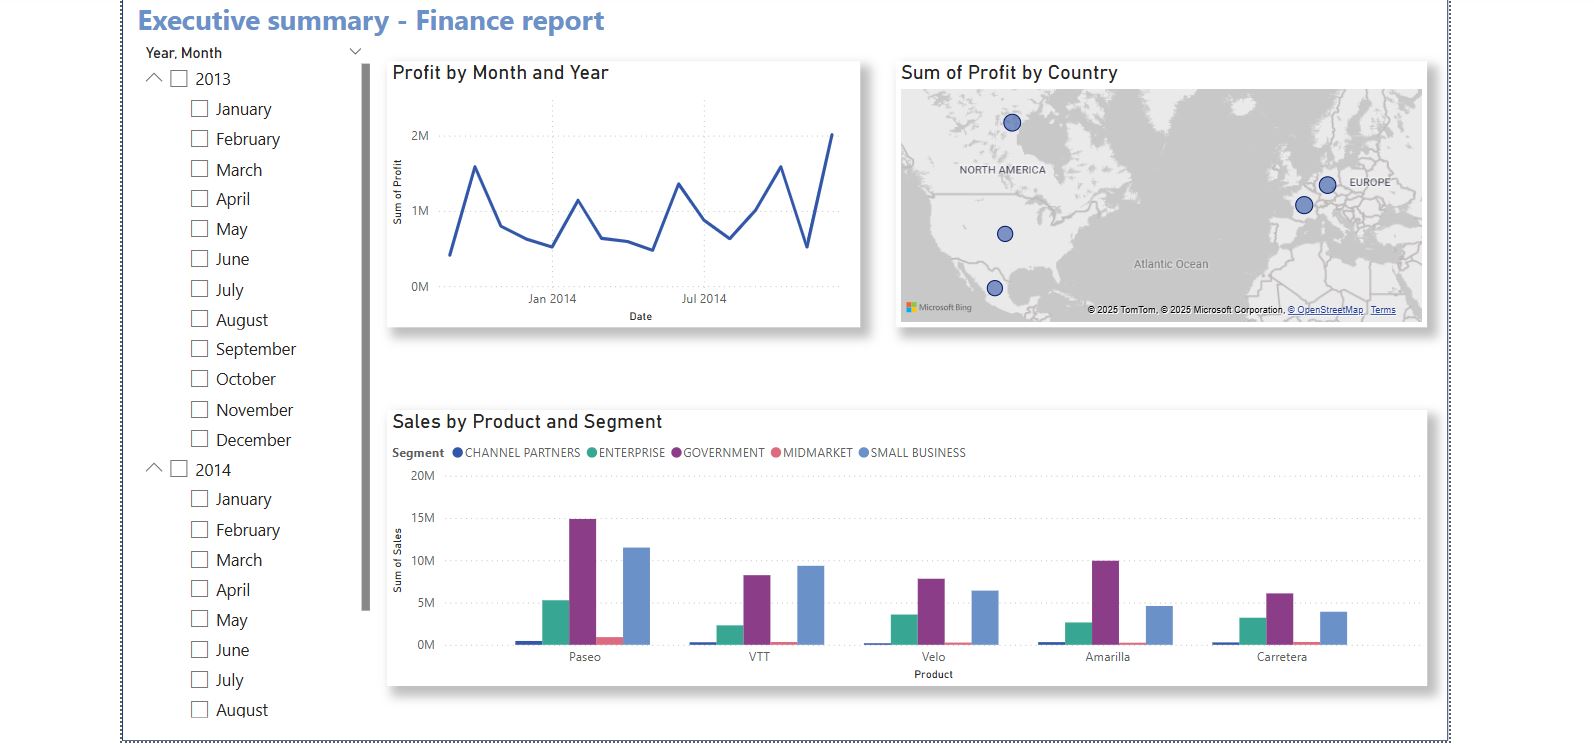 Executive summary - Finance report
Year, Month
2013
January
February
March
April
May
June
July
August
September
October
November
December
2014
January
February
March
April
May
June
July
August
Profit by Month and Year
Sum of Profit
2M
1M
0M
Jan 2014
Jul 2014
Date
Sum of Profit by Country
NORTH AMERICA
EUROPE
Atlantic Ocean
Microsoft Bing
© 2025 TomTom, © 2025 Microsoft Corporation, © OpenStreetMap Terms
Sales by Product and Segment
Segment CHANNEL PARTNERS ENTERPRISE GOVERNMENT MIDMARKET SMALL BUSINESS
Sum of Sales
20M
15M
10M
5M
0M
Paseo VTT Velo Amarilla Carretera
Product